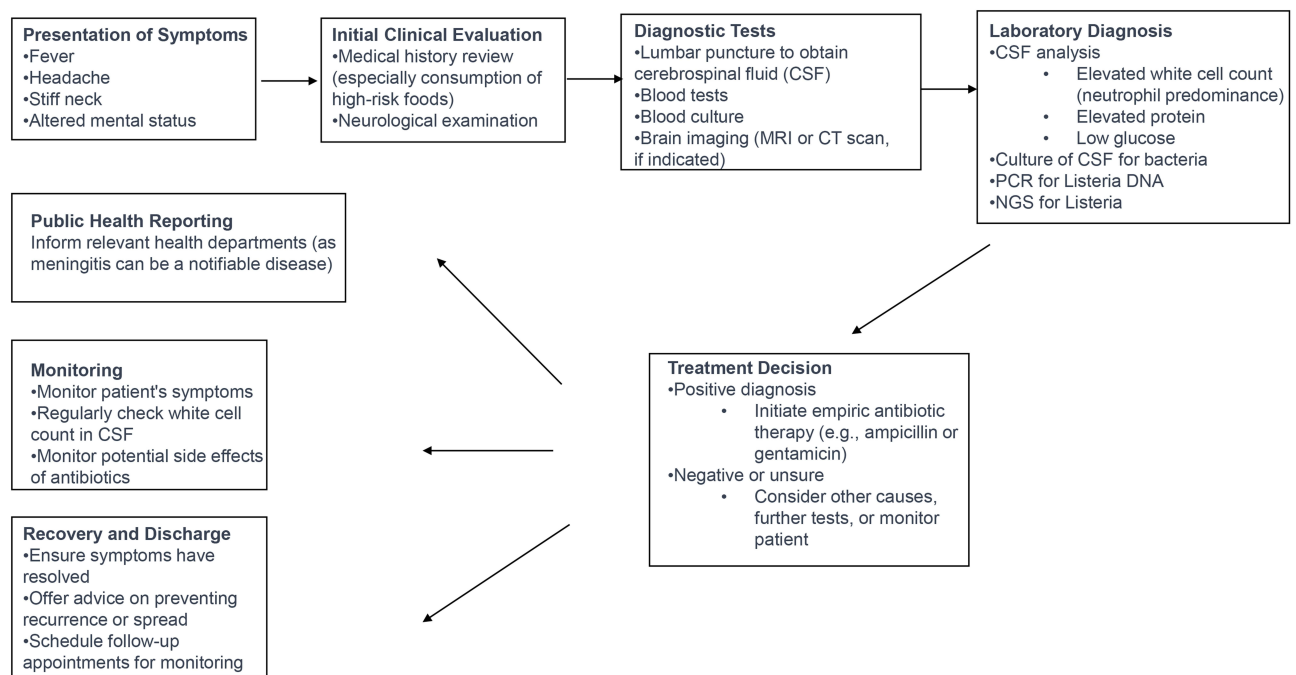 Presentation of Symptoms
•Fever
•Headache
•Stiff neck
•Altered mental status
Initial Clinical Evaluation
•Medical history review
(especially consumption of
high-risk foods)
•Neurological examination
Diagnostic Tests
•Lumbar puncture to obtain
cerebrospinal fluid (CSF)
•Blood tests
•Blood culture
•Brain imaging (MRI or CT scan,
if indicated)
Laboratory Diagnosis
•CSF analysis
• Elevated white cell count
(neutrophil predominance)
• Elevated protein
• Low glucose
•Culture of CSF for bacteria
•PCR for Listeria DNA
•NGS for Listeria
Treatment Decision
•Positive diagnosis
• Initiate empiric antibiotic
therapy (e.g., ampicillin or
gentamicin)
•Negative or unsure
• Consider other causes,
further tests, or monitor
patient
Public Health Reporting
Inform relevant health departments (as
meningitis can be a notifiable disease)
Monitoring
•Monitor patient's symptoms
•Regularly check white cell
count in CSF
•Monitor potential side effects
of antibiotics
Recovery and Discharge
•Ensure symptoms have
resolved
•Offer advice on preventing
recurrence or spread
•Schedule follow-up
appointments for monitoring